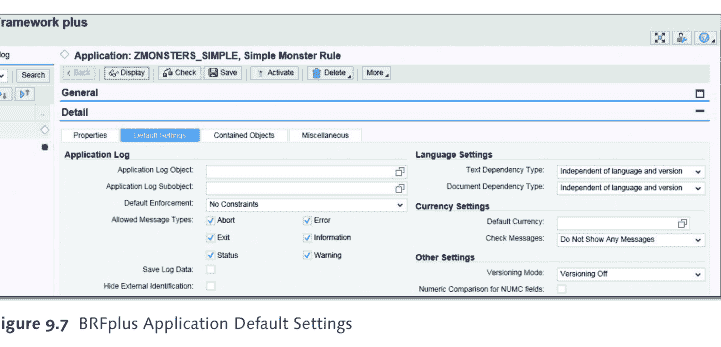 ramework plus
log
Search
Application: ZMONSTERS_SIMPLE, Simple Monster Rule
Back Display Check Save Activate Delete More
General
Detail
Properties Default Settings Contained Objects Miscellaneous
Application Log
Application Log Object:
Application Log Subobject:
Default Enforcement: No Constraints
Allowed Message Types: Abort Error
Exit Information
Status Warning
Save Log Data:
Hide External Identification:
Language Settings
Text Dependency Type: Independent of language and version
Document Dependency Type: Independent of language and version
Currency Settings
Default Currency:
Check Messages: Do Not Show Any Messages
Other Settings
Versioning Mode: Versioning Off
Numeric Comparison for NUMC fields:
igure 9.7 BRFplus Application Default Settings